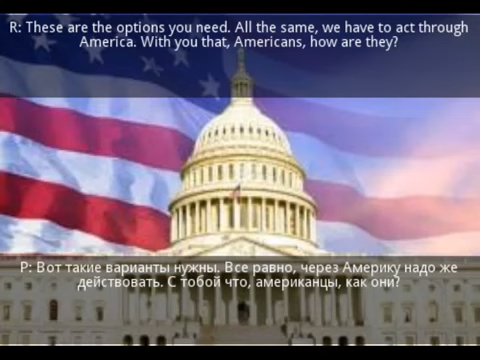 R: These are the options you need. All the same, we have to act through
America. With you that, Americans, how are they?
Р: Вот такие варианты нужны. Все равно, через Америку надо же
действовать. С тобой что, американцы, как они?